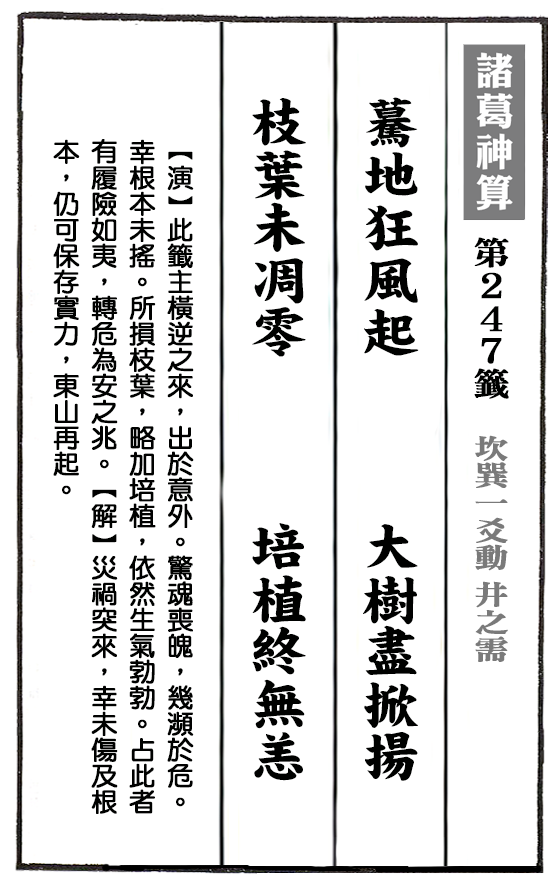 諸葛神算 第247籤 坎巽一爻動 井之需
驀地狂風起 大樹盡掀揚
枝葉未凋零 培植終無恙
【演】此籤主橫逆之來，出於意外。驚魂喪魄，幾瀕於危。
幸根本未搖。所損枝葉，略加培植，依然生氣勃勃。占此者
有履險如夷，轉危為安之兆。【解】災禍突來，幸未傷及根
本，仍可保存實力，東山再起。